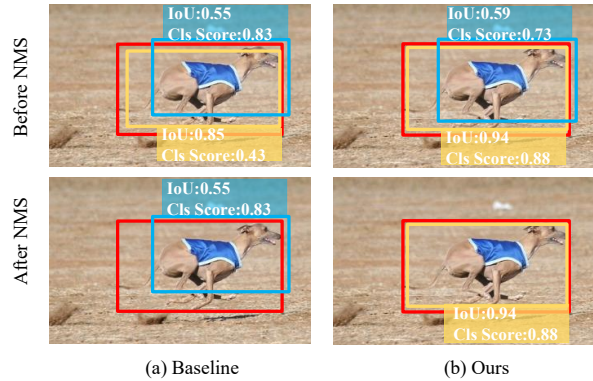 IoU:0.55
Cls Score:0.83
IoU:0.59
Cls Score:0.73
Before NMS
IoU:0.85
Cls Score:0.43
IoU:0.94
Cls Score:0.88
IoU:0.55
Cls Score:0.83
After NMS
IoU:0.94
Cls Score:0.88
(a) Baseline
(b) Ours